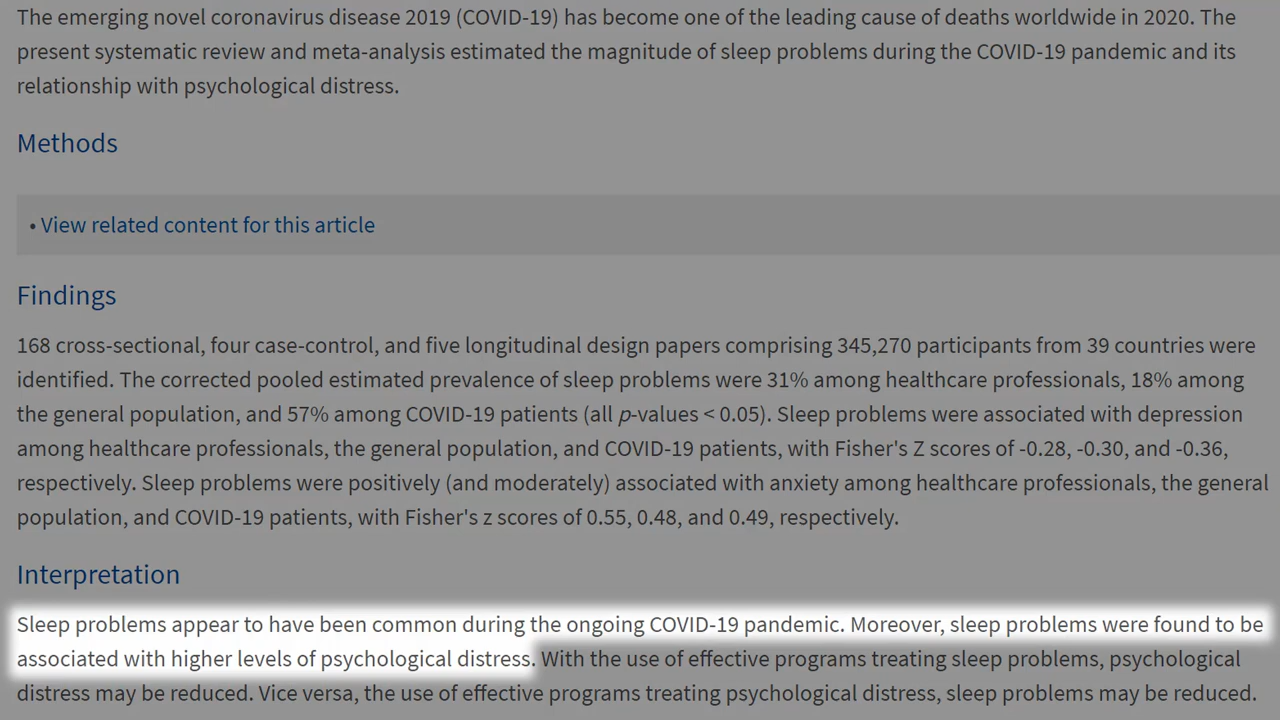 The emerging novel coronavirus disease 2019 (COVID-19) has become one of the leading cause of deaths worldwide in 2020. The
present systematic review and meta-analysis estimated the magnitude of sleep problems during the COVID-19 pandemic and its
relationship with psychological distress.
Methods
• View related content for this article
Findings
168 cross-sectional, four case-control, and five longitudinal design papers comprising 345,270 participants from 39 countries were
identified. The corrected pooled estimated prevalence of sleep problems were 31% among healthcare professionals, 18% among
the general population, and 57% among COVID-19 patients (all p-values < 0.05). Sleep problems were associated with depression
among healthcare professionals, the general population, and COVID-19 patients, with Fisher's Z scores of -0.28, -0.30, and -0.36,
respectively. Sleep problems were positively (and moderately) associated with anxiety among healthcare professionals, the general
population, and COVID-19 patients, with Fisher's z scores of 0.55, 0.48, and 0.49, respectively.
Interpretation
Sleep problems appear to have been common during the ongoing COVID-19 pandemic. Moreover, sleep problems were found to be
associated with higher levels of psychological distress. With the use of effective programs treating sleep problems, psychological
distress may be reduced. Vice versa, the use of effective programs treating psychological distress, sleep problems may be reduced.